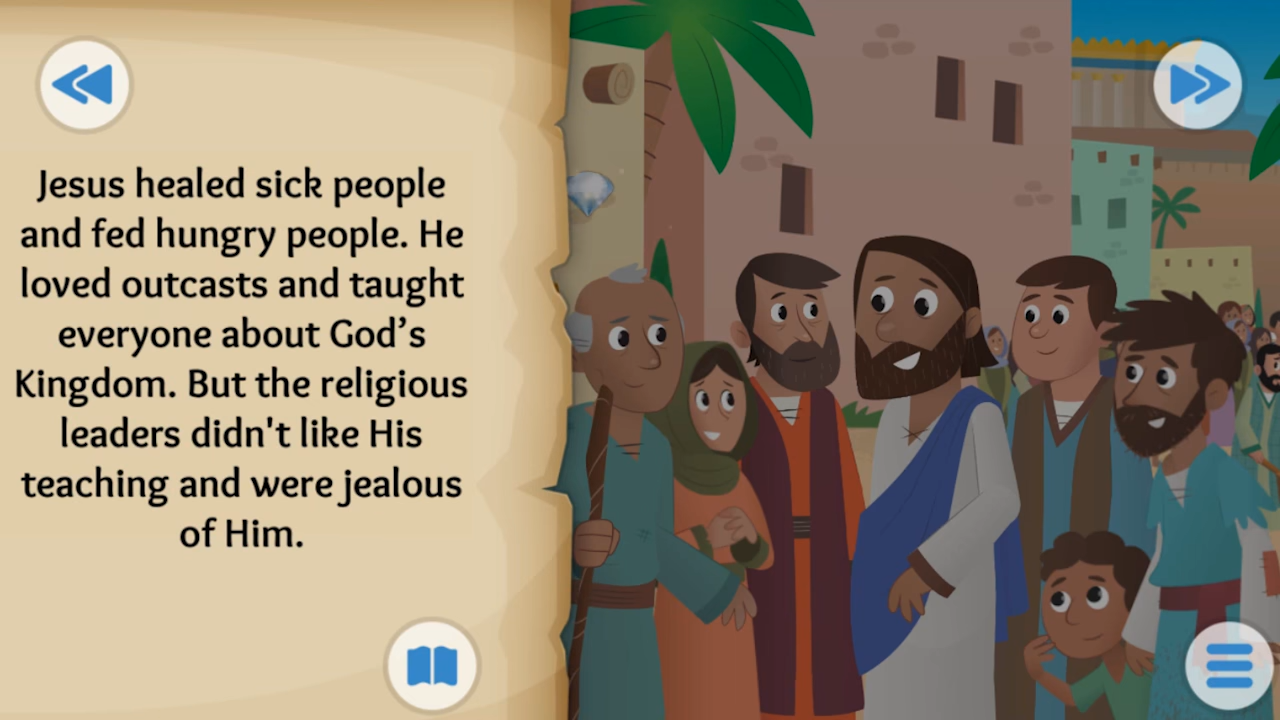 Jesus healed sick people
and fed hungry people. He
loved outcasts and taught
everyone about God’s
Kingdom. But the religious
leaders didn't like His
teaching and were jealous
of Him.